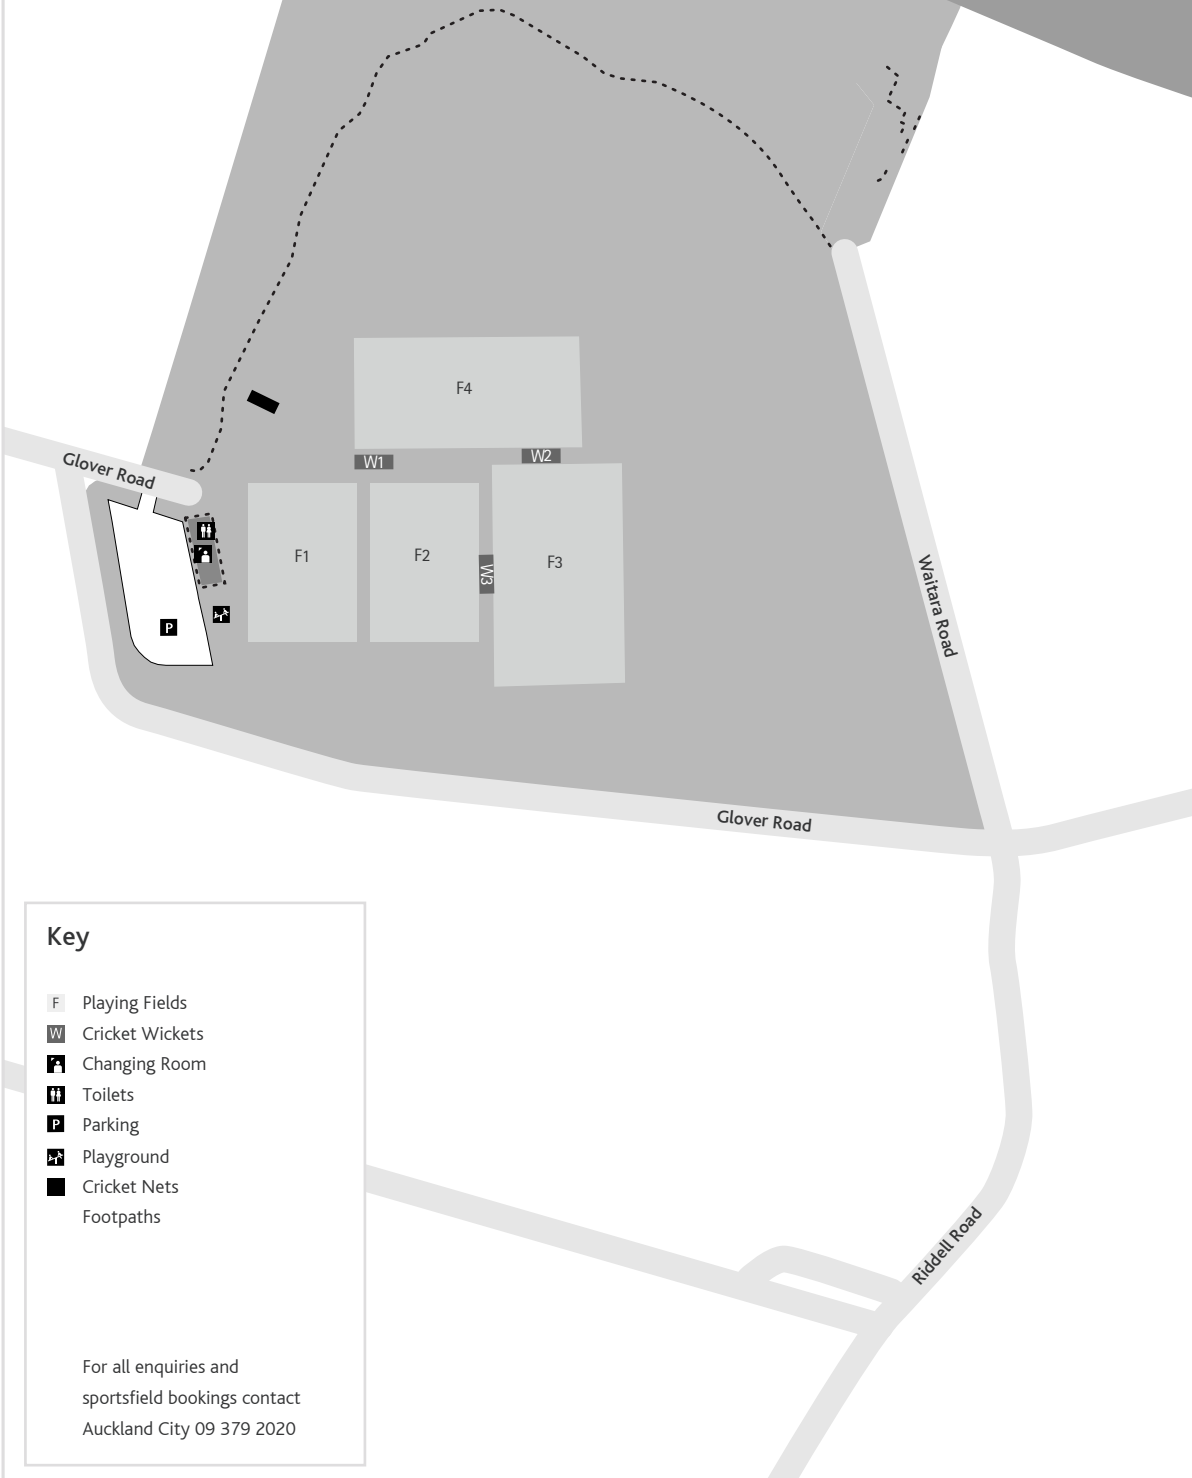 F4
Glover Road
W1
W2
F1
F2
F3
W3
Waitara Road
P
Glover Road
Key
F Playing Fields
W Cricket Wickets
Changing Room
Toilets
P Parking
Playground
Cricket Nets
Footpaths
Riddell Road
For all enquiries and
sportsfield bookings contact
Auckland City 09 379 2020